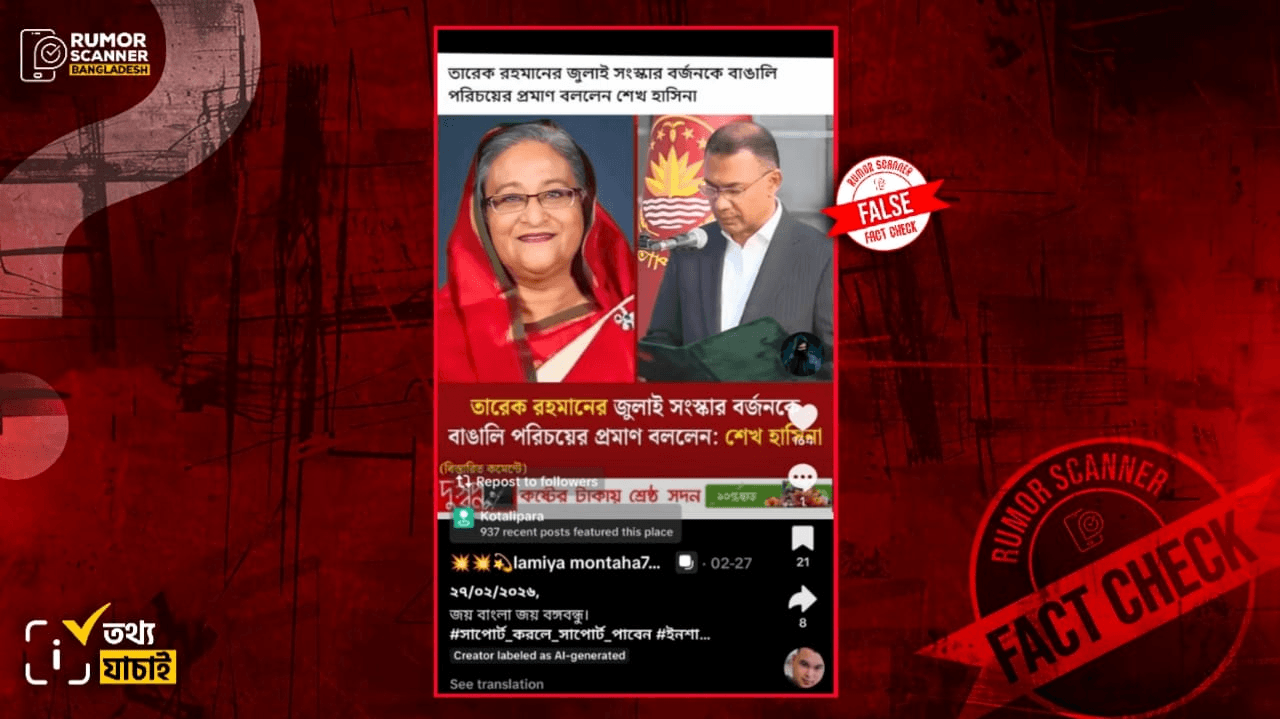 RUMOR
SCANNER
BANGLADESH
তারেক রহমানের জুলাই সংস্কার বর্জনকে বাঙালি
পরিচয়ের প্রমাণ বললেন শেখ হাসিনা
RUMOR SCANNER
FALSE
FACT CHECK
তারেক রহমানের জুলাই সংস্কার বর্জনকে
বাঙালি পরিচয়ের প্রমাণ বললেন: শেখ হাসিনা
(বিস্তারিত কমেন্টে)
Repost to followers
কষ্টের টাকায় শ্রেষ্ঠ সদন
১০% ছাড়
1
Kotalipara
937 recent posts featured this place
💥💥💫lamiya montaha7... · 02-27
21
২৭/০২/২০২৬,
জয় বাংলা জয় বঙ্গবন্ধু।
#সাপোর্ট_করলে_সাপোর্ট_পাবেন #ইনশা...
8
Creator labeled as AI-generated
See translation
RUMOR SCANNER
FACT CHECK
তথ্য
যাচাই